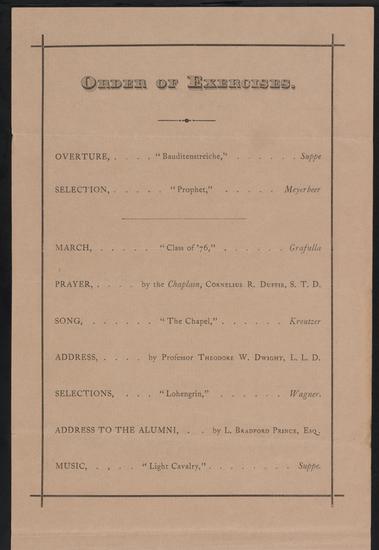 ORDER OF EXERCISES.
OVERTURE, . . . . "Bauditenstreiche," . . . . . . Suppe
SELECTION, . . . . . "Prophet," . . . . . Meyerbeer
MARCH, . . . . . "Class of '76," . . . . . . Grafulla
PRAYER, . . . . by the Chaplain, CORNELIUS R. DUFFIE, S. T. D.
SONG, . . . . . . "The Chapel," . . . . . . Kreutzer
ADDRESS, . . . . by Professor THEODORE W. DWIGHT, L. L. D.
SELECTIONS, . . . "Lohengrin," . . . . . . Wagner.
ADDRESS TO THE ALUMNI, . . by L. BRADFORD PRINCE, ESQ.
MUSIC, . . . . "Light Cavalry," . . . . . . . . Suppe.